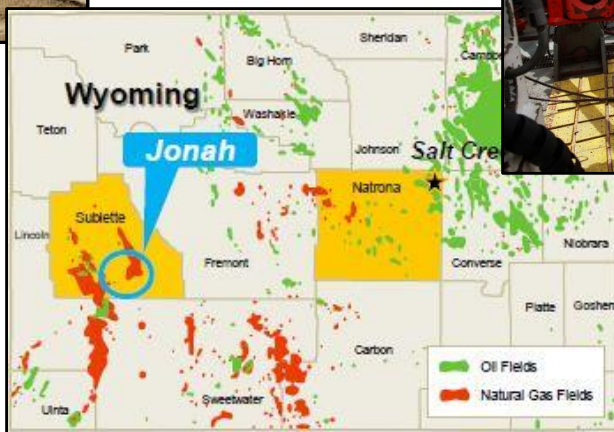 Park
Sheridan
Big Horn
Wyoming
Washakie
Teton
Jonah
Johnson
Salt
Natrona
Sublette
Lincoln
Fremont
Converse
Niobrara
Platte
Goshen
Carbon
Oil Fields
Natural Gas Fields
Sweetwater
Uinta